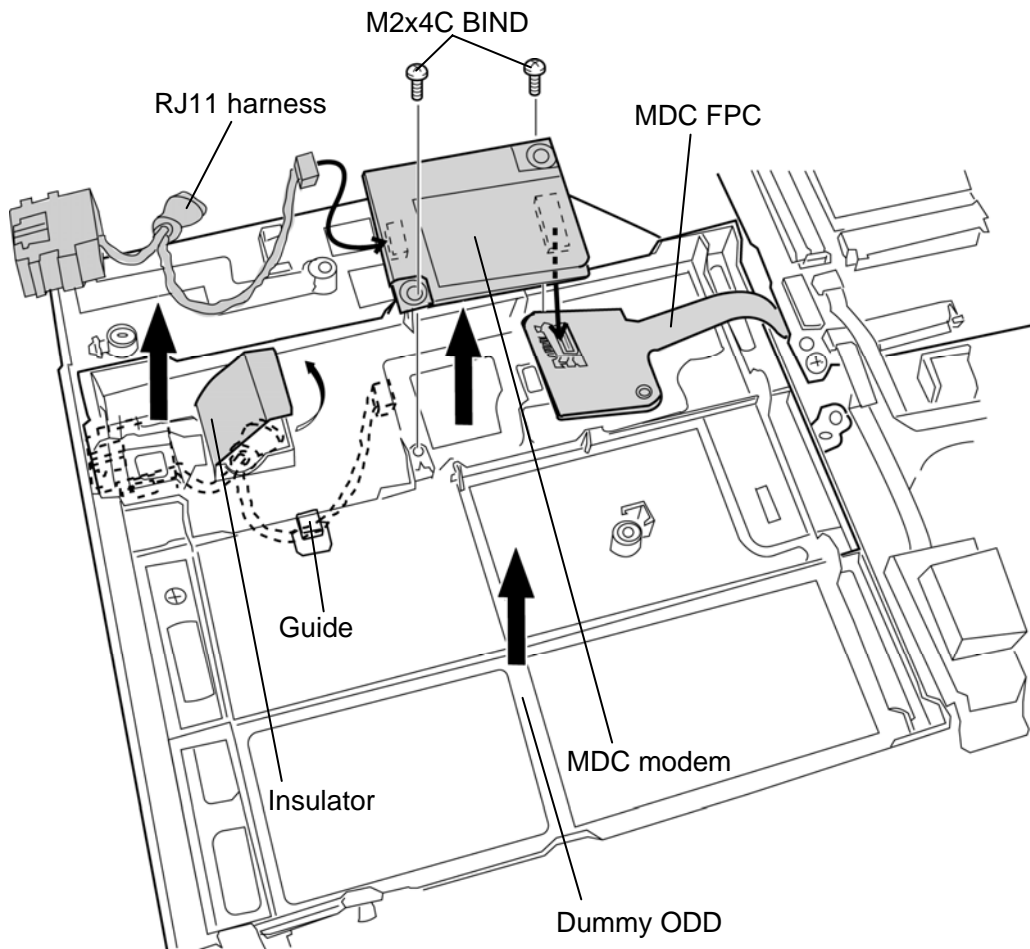 M2x4C BIND
RJ11 harness
MDC FPC
Guide
MDC modem
Insulator
Dummy ODD